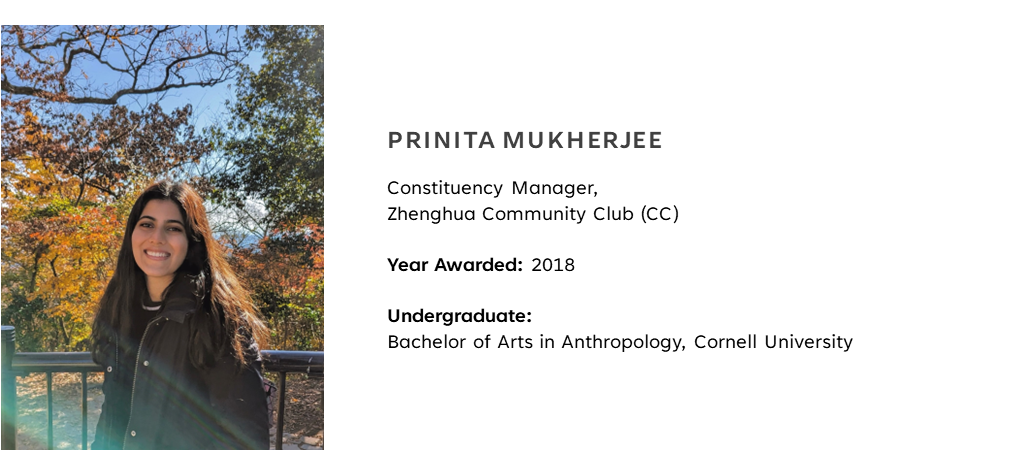 PRINITA MUKHERJEE
Constituency Manager,
Zhenghua Community Club (CC)
Year Awarded: 2018
Undergraduate:
Bachelor of Arts in Anthropology, Cornell University